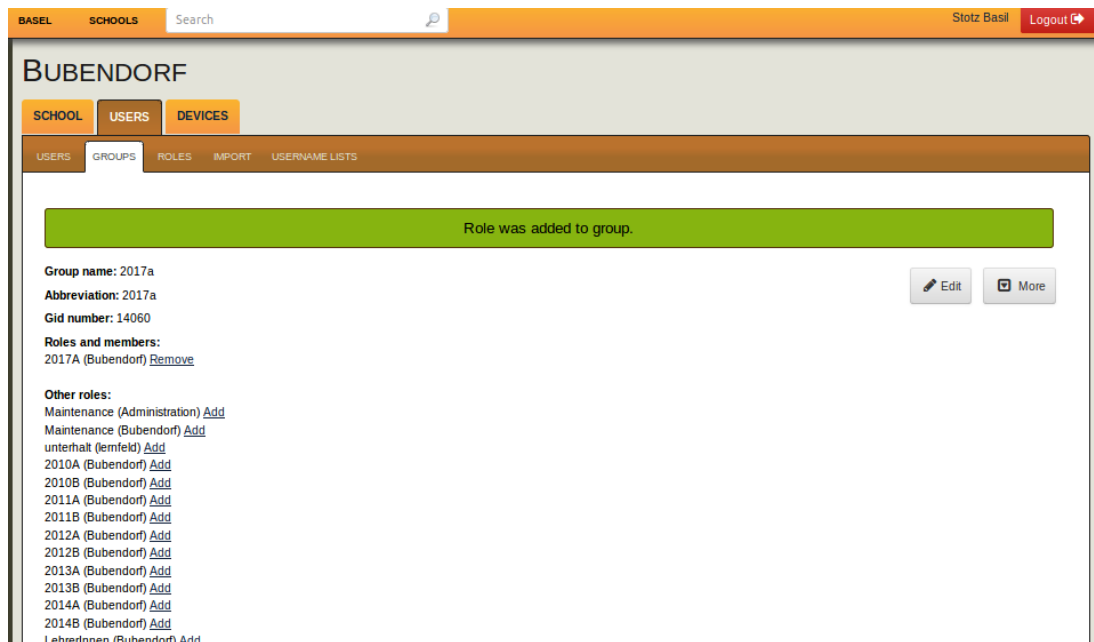 BASEL SCHOOLS Search Stotz Basil Logout
BUBENDORF
SCHOOL USERS DEVICES
USERS GROUPS ROLES IMPORT USERNAME LISTS
Role was added to group.
Group name: 2017a
Edit More
Abbreviation: 2017a
Gid number: 14060
Roles and members:
2017A (Bubendorf) Remove
Other roles:
Maintenance (Administration) Add
Maintenance (Bubendorf) Add
unterhalt (lernfeld) Add
2010A (Bubendorf) Add
2010B (Bubendorf) Add
2011A (Bubendorf) Add
2011B (Bubendorf) Add
2012A (Bubendorf) Add
2012B (Bubendorf) Add
2013A (Bubendorf) Add
2013B (Bubendorf) Add
2014A (Bubendorf) Add
2014B (Bubendorf) Add
LehrerInnen (Bubendorf) Add